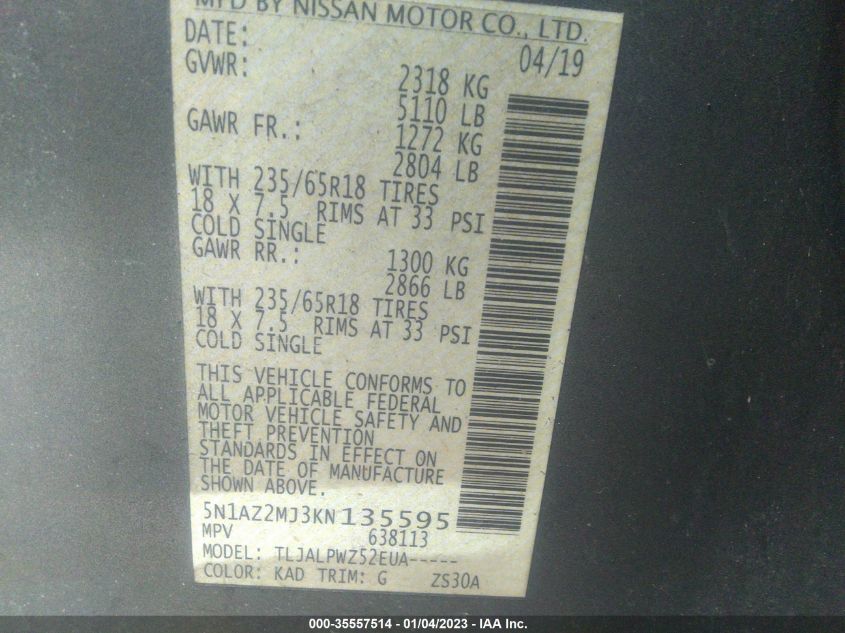 MFD BY NISSAN MOTOR CO., LTD.
DATE: 04/19
GVWR: 2318 KG
5110 LB
GAWR FR.: 1272 KG
2804 LB
WITH 235/65R18 TIRES
18 X 7.5 RIMS AT 33 PSI
COLD SINGLE
GAWR RR.: 1300 KG
2866 LB
WITH 235/65R18 TIRES
18 X 7.5 RIMS AT 33 PSI
COLD SINGLE
THIS VEHICLE CONFORMS TO
ALL APPLICABLE FEDERAL
MOTOR VEHICLE SAFETY AND
THEFT PREVENTION
STANDARDS IN EFFECT ON
THE DATE OF MANUFACTURE
SHOWN ABOVE.
5N1AZ2MJ3KN135595
MPV 638113
MODEL: TLJALPWZ52EUA-----
COLOR: KAD TRIM: G ZS30A
000-35557514 - 01/04/2023 - IAA Inc.